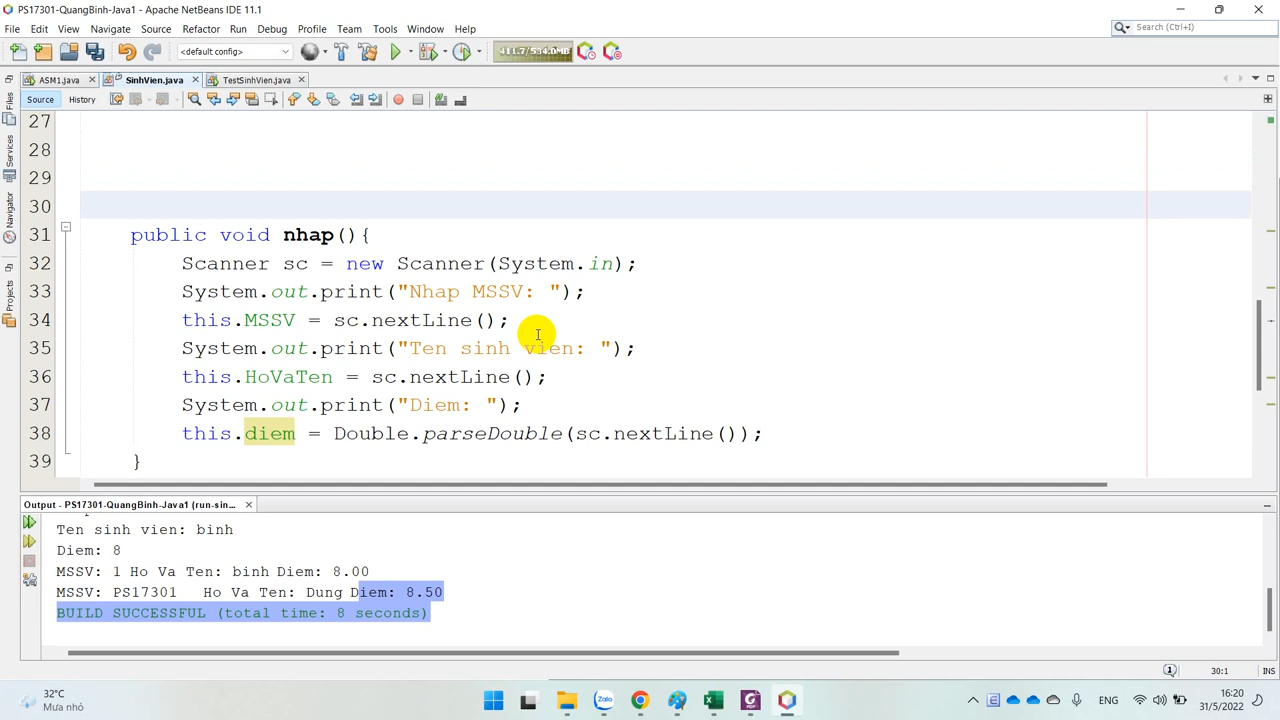 PS17301-QuangBinh-Java1 - Apache NetBeans IDE 11.1
File Edit View Navigate Source Refactor Run Debug Profile Team Tools Window Help
Search (Ctrl+I)
<default config>
411.7/534.0MB
ASM1.java SinhVien.java TestSinhVien.java
Source History
Files
Services
Navigator
Projects
27
28
29
30
31 public void nhap(){
32 Scanner sc = new Scanner(System.in);
33 System.out.print("Nhap MSSV: ");
34 this.MSSV = sc.nextLine();
35 System.out.print("Ten sinh vien: ");
36 this.HoVaTen = sc.nextLine();
37 System.out.print("Diem: ");
38 this.diem = Double.parseDouble(sc.nextLine());
39 }
Output - PS17301-QuangBinh-Java1 (run-sin...
Ten sinh vien: binh
Diem: 8
MSSV: 1 Ho Va Ten: binh Diem: 8.00
MSSV: PS17301 Ho Va Ten: Dung Diem: 8.50
BUILD SUCCESSFUL (total time: 8 seconds)
30:1 INS
32°C
Mưa nhỏ
Zalo
ENG
16:20
31/5/2022